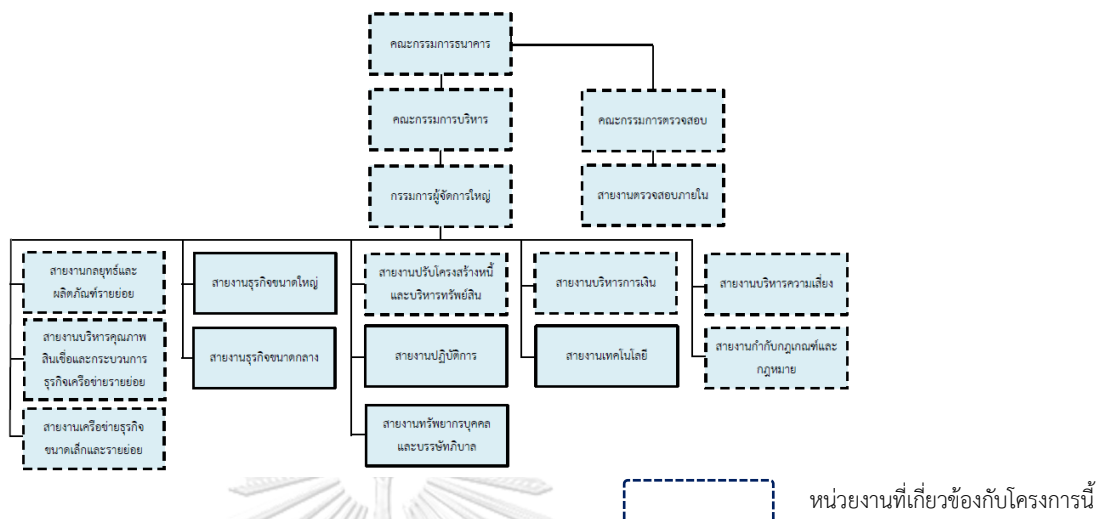 คณะกรรมการธนาคาร
คณะกรรมการบริหาร
คณะกรรมการตรวจสอบ
กรรมการผู้จัดการใหญ่
สายงานตรวจสอบภายใน
สายงานกลยุทธ์และ
ผลิตภัณฑ์รายย่อย
สายงานธุรกิจขนาดใหญ่
สายงานปรับโครงสร้างหนี้
และบริหารทรัพย์สิน
สายงานบริหารการเงิน
สายงานบริหารความเสี่ยง
สายงานบริหารคุณภาพ
สินเชื่อและกระบวนการ
ธุรกิจเครือข่ายรายย่อย
สายงานธุรกิจขนาดกลาง
สายงานปฏิบัติการ
สายงานเทคโนโลยี
สายงานกำกับกฎเกณฑ์และ
กฎหมาย
สายงานเครือข่ายธุรกิจ
ขนาดเล็กและรายย่อย
สายงานทรัพยากรบุคคล
และบรรษัทภิบาล
หน่วยงานที่เกี่ยวข้องกับโครงการนี้